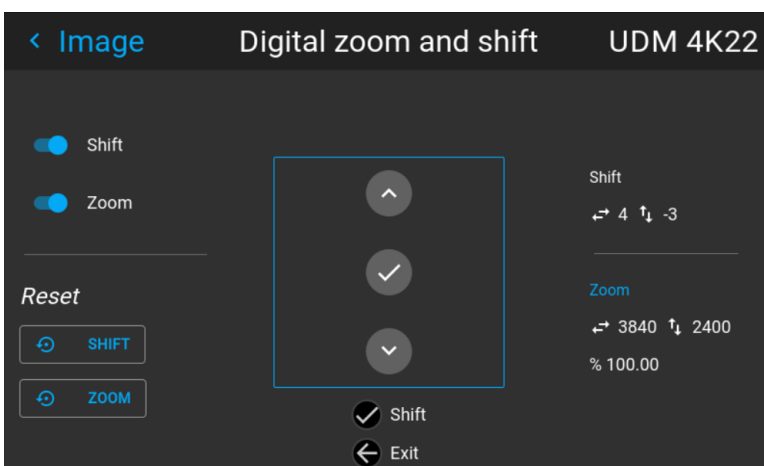 Image
Digital zoom and shift
UDM 4K22
Shift
Zoom
Reset
SHIFT
ZOOM
Shift
Exit
Shift
4 -3
Zoom
3840 2400
% 100.00